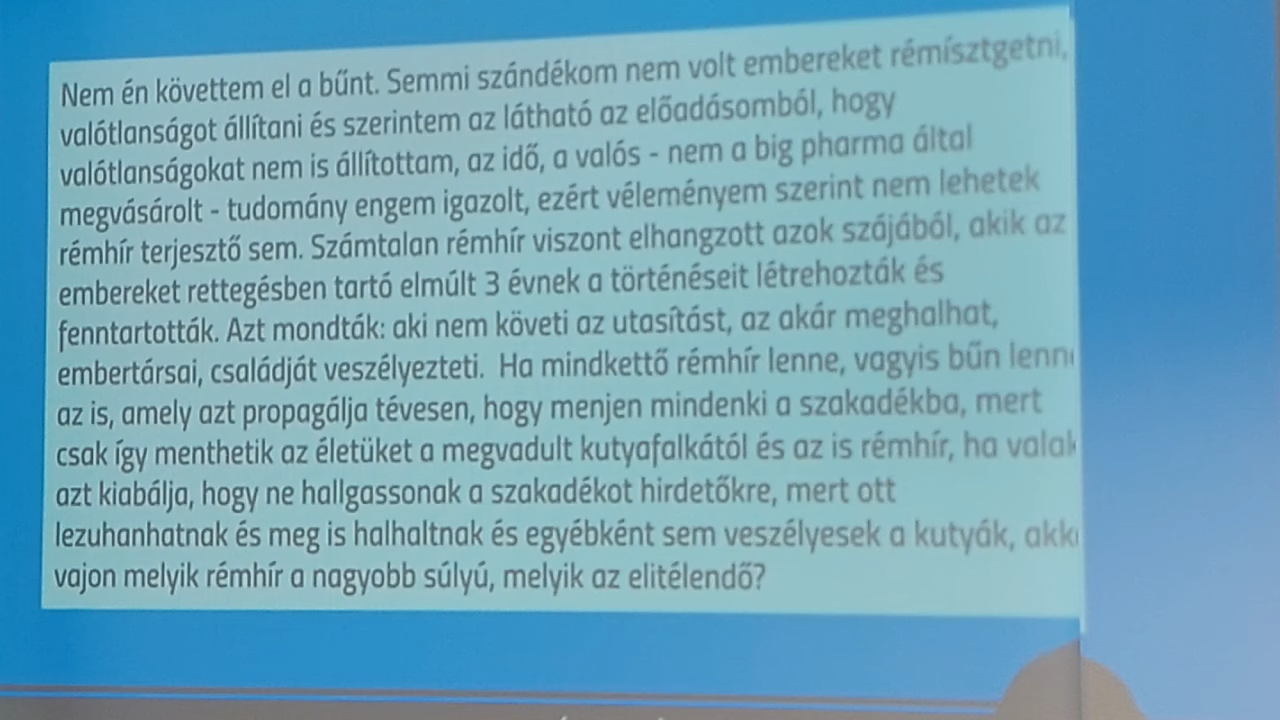 Nem én követtem el a bűnt. Semmi szándékom nem volt embereket rémísztgetni,
valótlanságot állítani és szerintem az látható az előadásomból, hogy
valótlanságokat nem is állítottam, az idő, a valós - nem a big pharma által
megvásárolt - tudomány engem igazolt, ezért véleményem szerint nem lehetek
rémhír terjesztő sem. Számtalan rémhír viszont elhangzott azok szájából, akik az
embereket rettegésben tartó elmúlt 3 évnek a történéseit létrehozták és
fenntartották. Azt mondták: aki nem követi az utasítást, az akár meghalhat,
embertársai, családját veszélyezteti. Ha mindkettő rémhír lenne, vagyis bűn lenn
az is, amely azt propagálja tévesen, hogy menjen mindenki a szakadékba, mert
csak így menthetik az életüket a megvadult kutyafalkától és az is rémhír, ha valak
azt kiabálja, hogy ne hallgassonak a szakadékot hirdetőkre, mert ott
lezuhanhatnak és meg is halhaltnak és egyébként sem veszélyesek a kutyák, akk
vajon melyik rémhír a nagyobb súlyú, melyik az elitélendő?